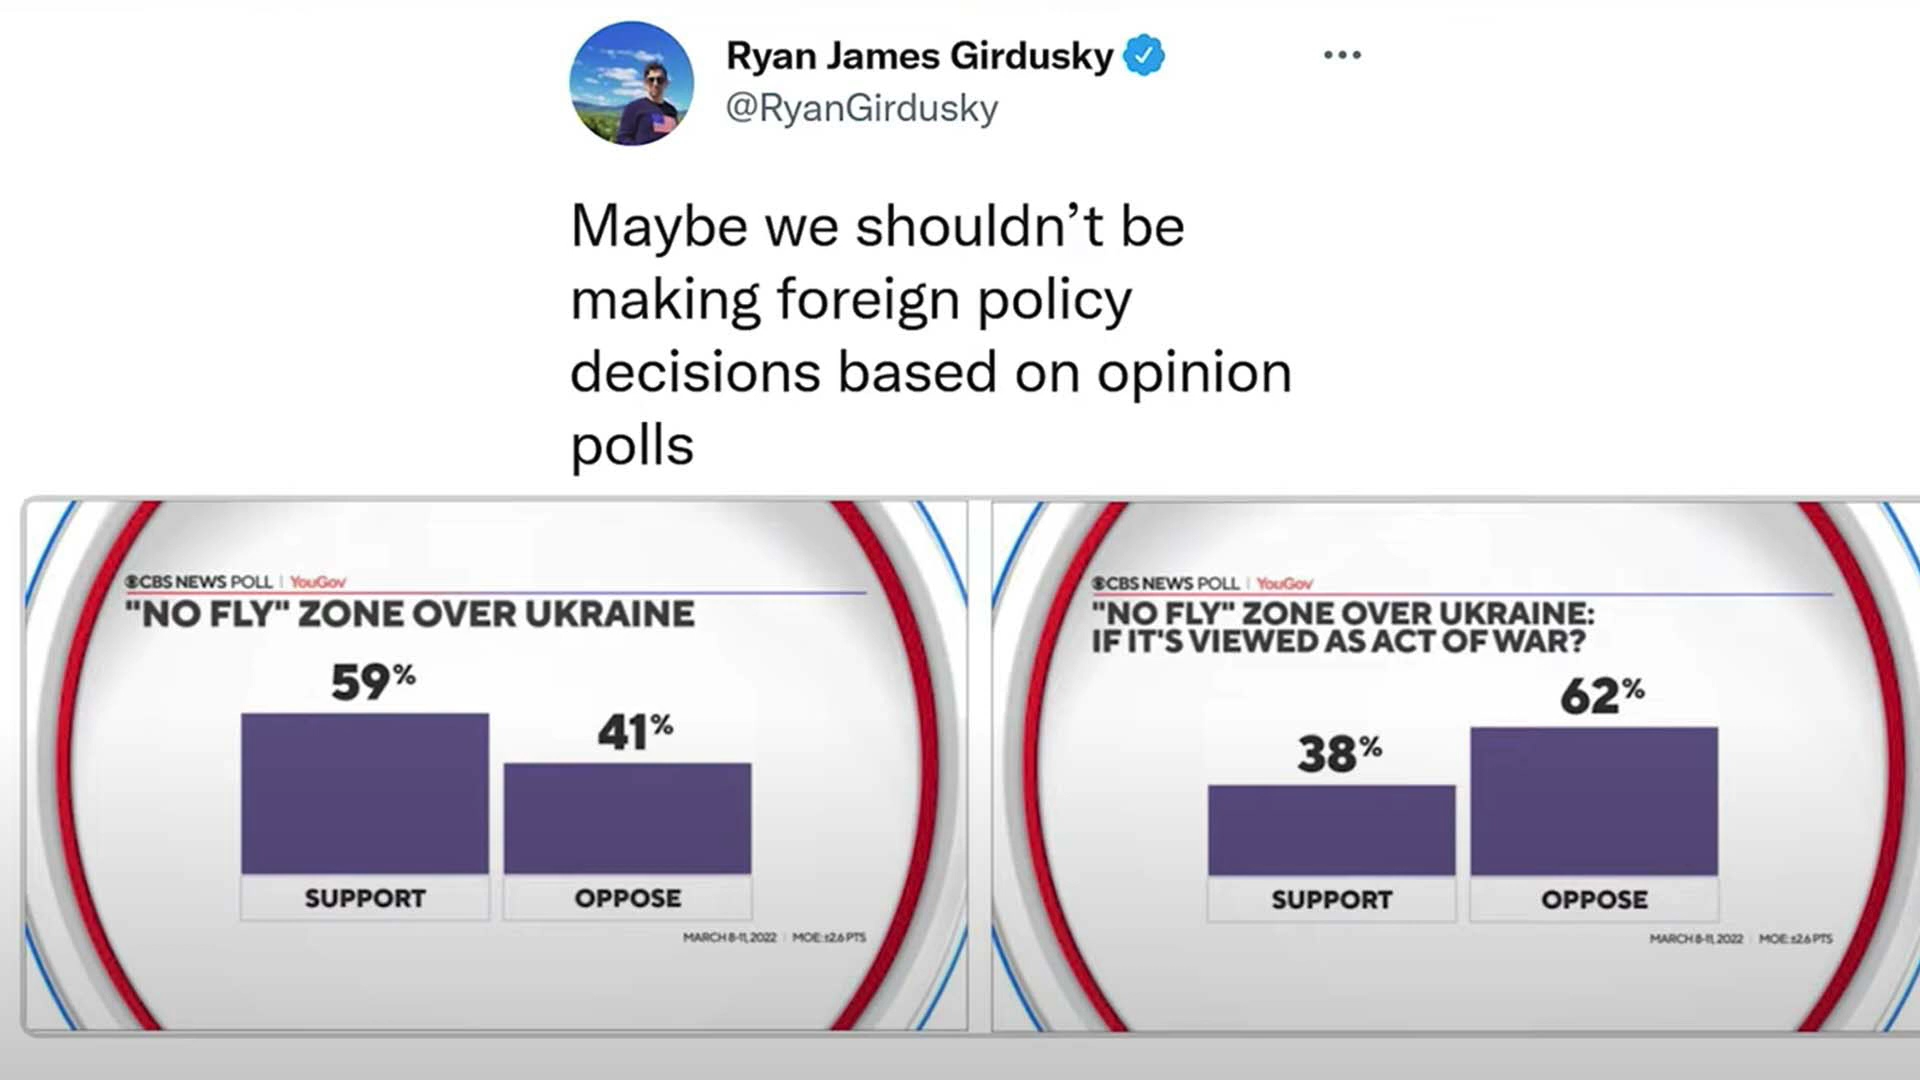 Ryan James Girdusky
@RyanGirdusky
Maybe we shouldn’t be
making foreign policy
decisions based on opinion
polls
CBS NEWS POLL | YouGov
"NO FLY" ZONE OVER UKRAINE
59%
41%
SUPPORT
OPPOSE
MARCH 8-11, 2022 | MOE: ±2.6 PTS
CBS NEWS POLL | YouGov
"NO FLY" ZONE OVER UKRAINE:
IF IT'S VIEWED AS ACT OF WAR?
38%
62%
SUPPORT
OPPOSE
MARCH 8-11, 2022 | MOE: ±2.6 PTS